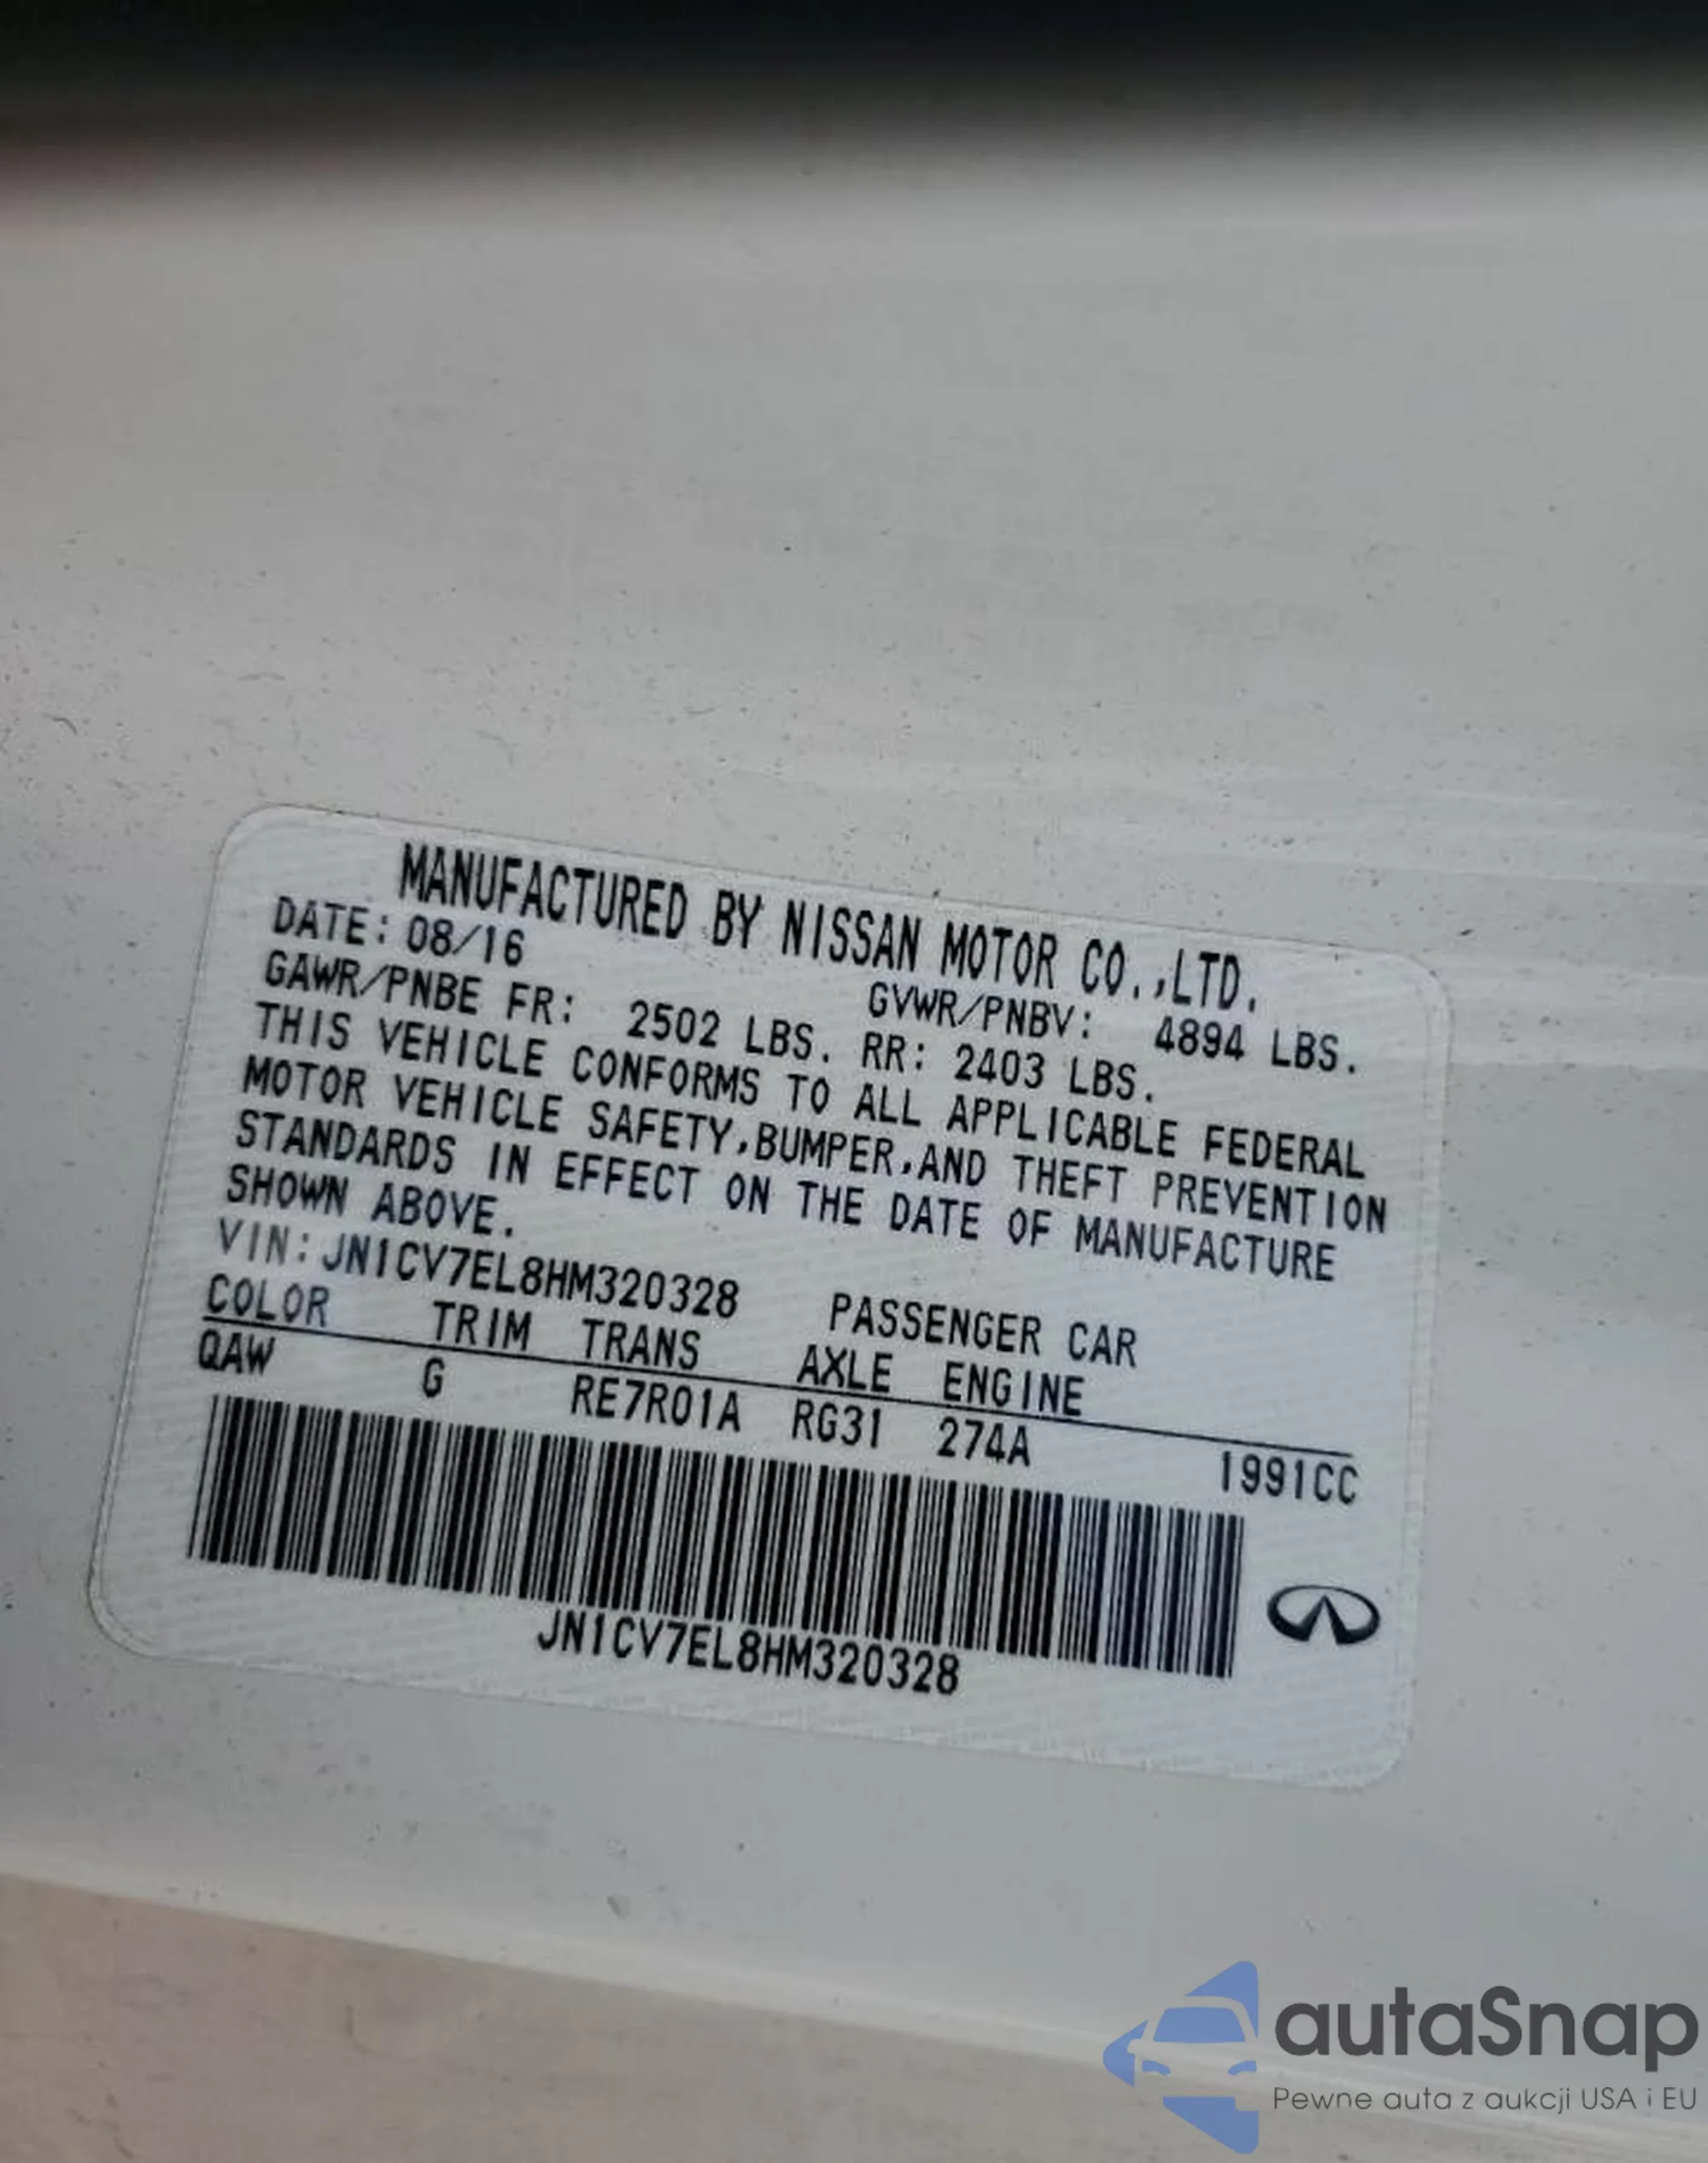 MANUFACTURED BY NISSAN MOTOR CO.,LTD.
DATE: 08/16 GVWR/PNBV: 4894 LBS.
GAWR/PNBE FR: 2502 LBS. RR: 2403 LBS.
THIS VEHICLE CONFORMS TO ALL APPLICABLE FEDERAL
MOTOR VEHICLE SAFETY,BUMPER,AND THEFT PREVENTION
STANDARDS IN EFFECT ON THE DATE OF MANUFACTURE
SHOWN ABOVE.
VIN: JN1CV7EL8HM320328 PASSENGER CAR
COLOR TRIM TRANS AXLE ENGINE
QAW G RE7R01A RG31 274A 1991CC
JN1CV7EL8HM320328
autaSnap
Pewne auta z aukcji USA i EU